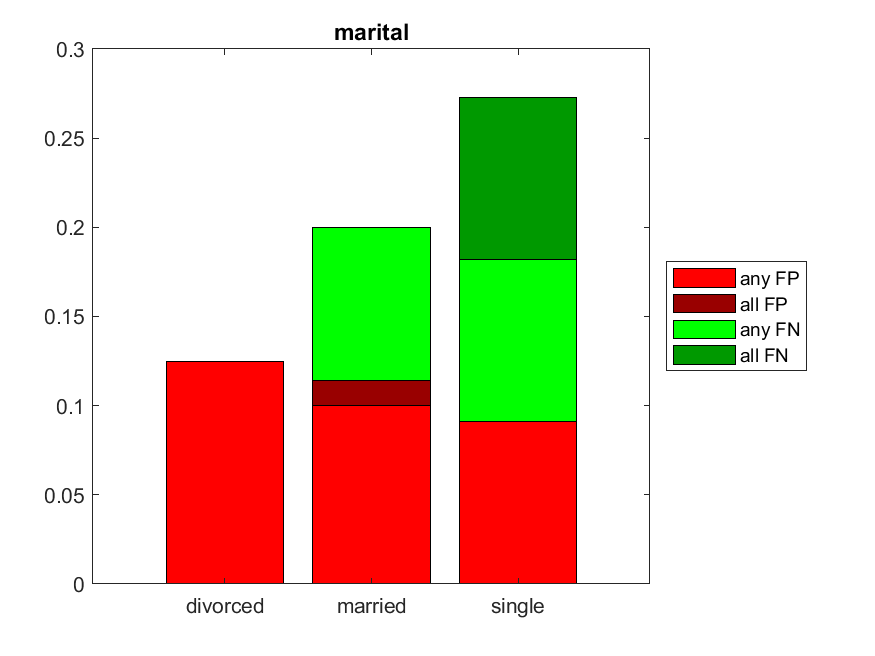 marital
0.3
0.25
0.2
0.15
0.1
0.05
0
divorced married single
any FP
all FP
any FN
all FN